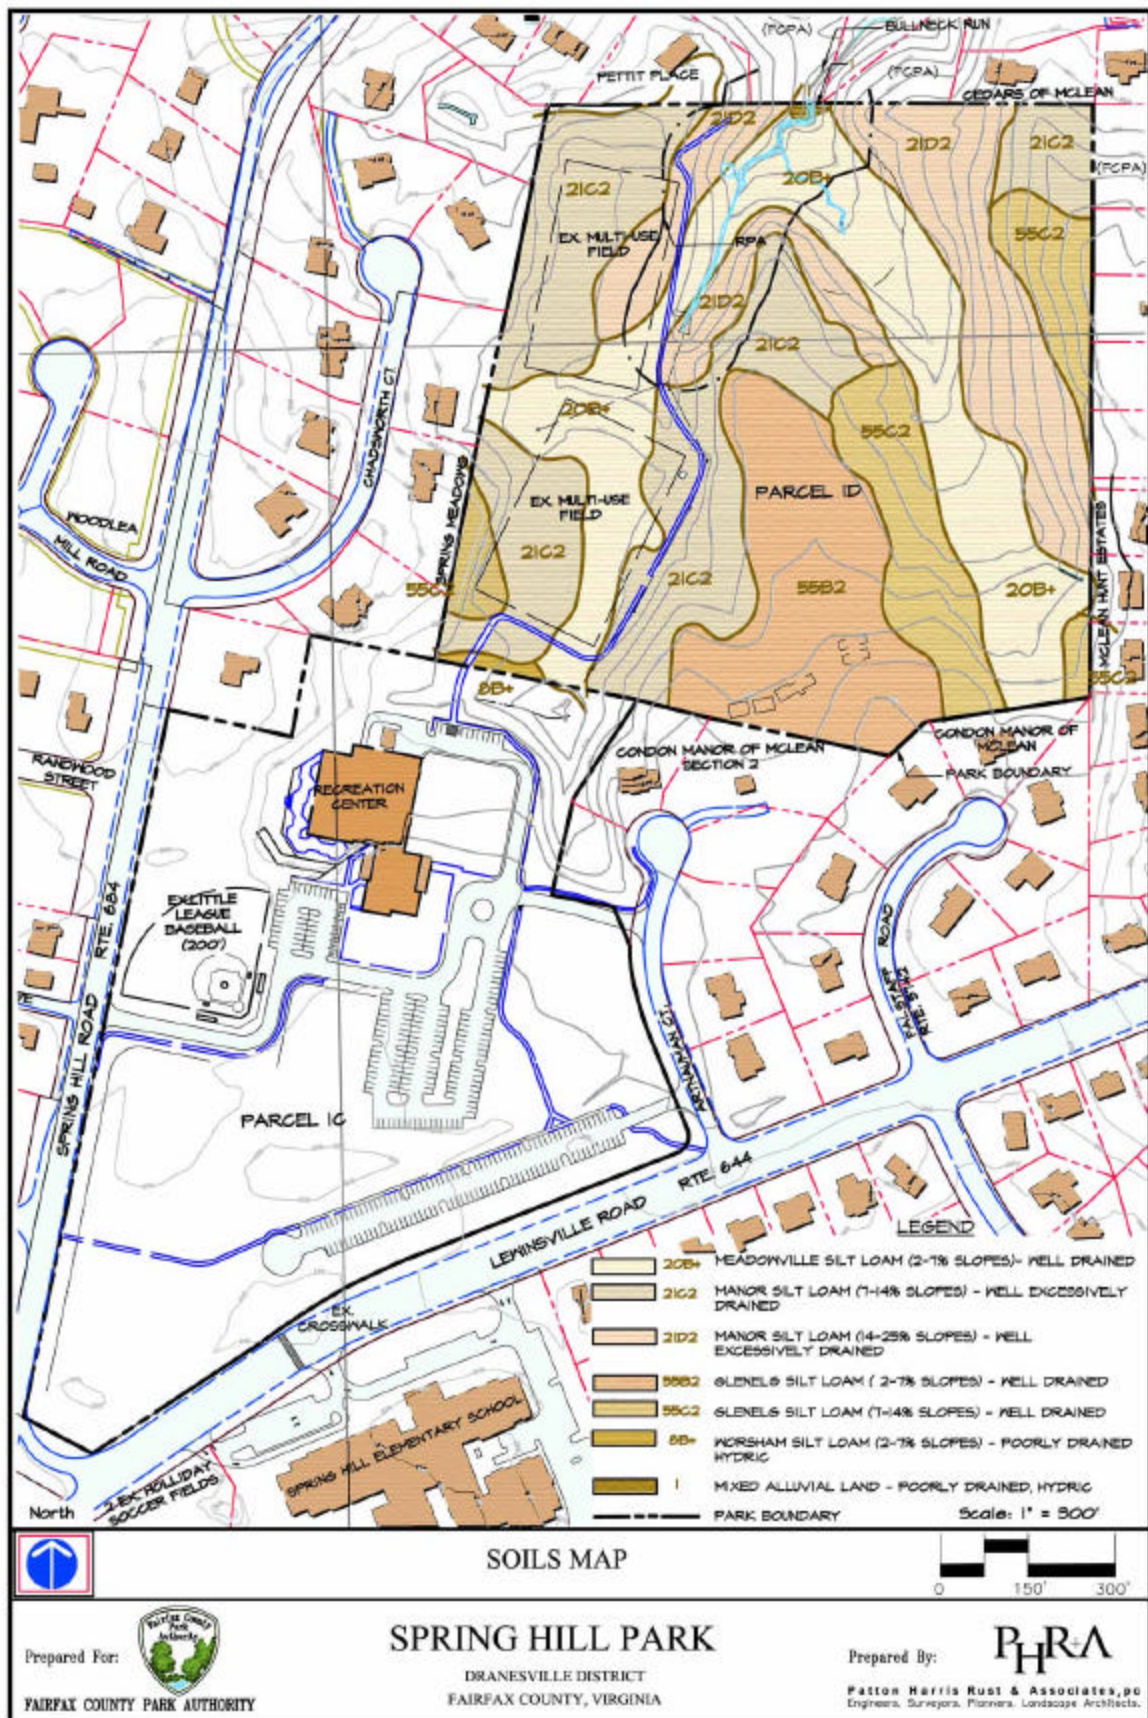 (FCPA)
BULLNECK RUN
PETTIT PLACE
(FCPA)
CEDARS OF MCLEAN
21D2
21D2
21C2
(FCPA)
21C2
20B+
EX. MULTI-USE
FIELD
RPA
55C2
21D2
21C2
CHADSWORTH CT
20B+
55C2
SPRING MEADOWS
PARCEL 1D
EX. MULTI-USE
FIELD
WOODLEA
MILL ROAD
21C2
21C2
55B2
20B+
55C2
MCLEAN HUNT ESTATES
55C2
8B+
RANDWOOD
STREET
CONDON MANOR OF MCLEAN
SECTION 2
CONDON MANOR OF
MCLEAN
PARK BOUNDARY
RECREATION
CENTER
EX.LITTLE
LEAGUE
BASEBALL
(200')
SPRING HILL ROAD RTE. 684
ROAD
ARTNAUMAN CT.
PARCEL 1C
LEWINSVILLE ROAD RTE. 644
EX.
CROSSWALK
SPRING HILL ELEMENTARY SCHOOL
2-EX. HOLLIDAY
SOCCER FIELDS
LEGEND
20B+ MEADOWVILLE SILT LOAM (2-7% SLOPES)- WELL DRAINED
21C2 MANOR SILT LOAM (7-14% SLOPES) - WELL EXCESSIVELY
DRAINED
21D2 MANOR SILT LOAM (14-25% SLOPES) - WELL
EXCESSIVELY DRAINED
55B2 GLENELG SILT LOAM ( 2-7% SLOPES) - WELL DRAINED
55C2 GLENELG SILT LOAM (7-14% SLOPES) - WELL DRAINED
8B+ WORSHAM SILT LOAM (2-7% SLOPES) - POORLY DRAINED
HYDRIC
1 MIXED ALLUVIAL LAND - POORLY DRAINED, HYDRIC
PARK BOUNDARY
Scale: 1" = 300'
North
SOILS MAP
0 150' 300'
Prepared For:
Fairfax County
Park
Authority
FAIRFAX COUNTY PARK AUTHORITY
SPRING HILL PARK
DRANESVILLE DISTRICT
FAIRFAX COUNTY, VIRGINIA
Prepared By:
PHR+A
Patton Harris Rust & Associates,pc
Engineers. Surveyors. Planners. Landscape Architects.